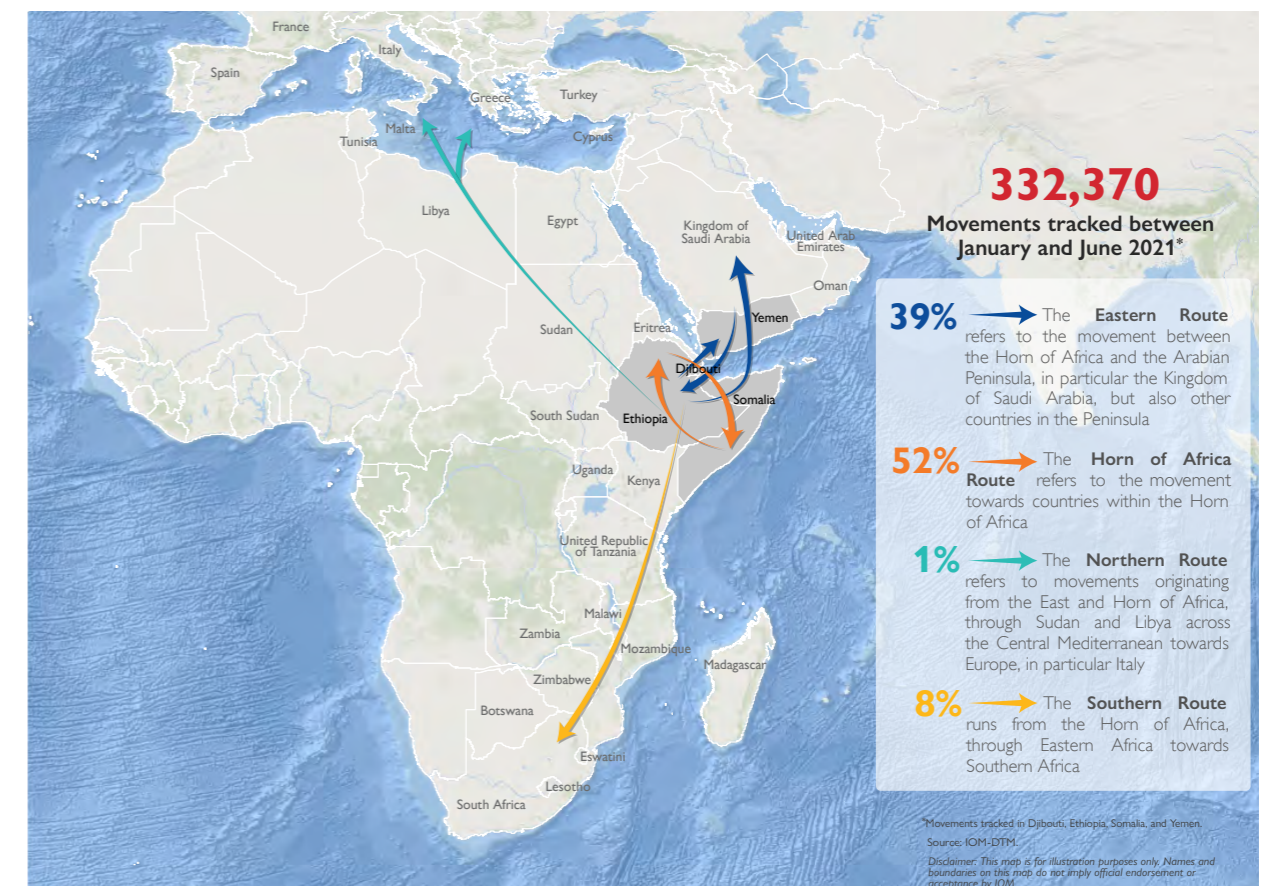 France
Italy
Spain
Greece
Turkey
Malta
Tunisia
Cyprus
Libya
Egypt
Kingdom of
Saudi Arabia
United Arab
Emirates
Oman
Sudan
Eritrea
Yemen
Djibouti
Somalia
South Sudan
Ethiopia
Uganda
Kenya
United Republic
of Tanzania
Malawi
Zambia
Mozambique
Madagascar
Zimbabwe
Botswana
Eswatini
Lesotho
South Africa
332,370
Movements tracked between
January and June 2021*
39% The Eastern Route
refers to the movement between
the Horn of Africa and the Arabian
Peninsula, in particular the Kingdom
of Saudi Arabia, but also other
countries in the Peninsula
52% The Horn of Africa
Route refers to the movement
towards countries within the Horn
of Africa
1% The Northern Route
refers to movements originating
from the East and Horn of Africa,
through Sudan and Libya across
the Central Mediterranean towards
Europe, in particular Italy
8% The Southern Route
runs from the Horn of Africa,
through Eastern Africa towards
Southern Africa
*Movements tracked in Djibouti, Ethiopia, Somalia, and Yemen.
Source: IOM-DTM.
Disclaimer: This map is for illustration purposes only. Names and
boundaries on this map do not imply official endorsement or
acceptance by IOM.